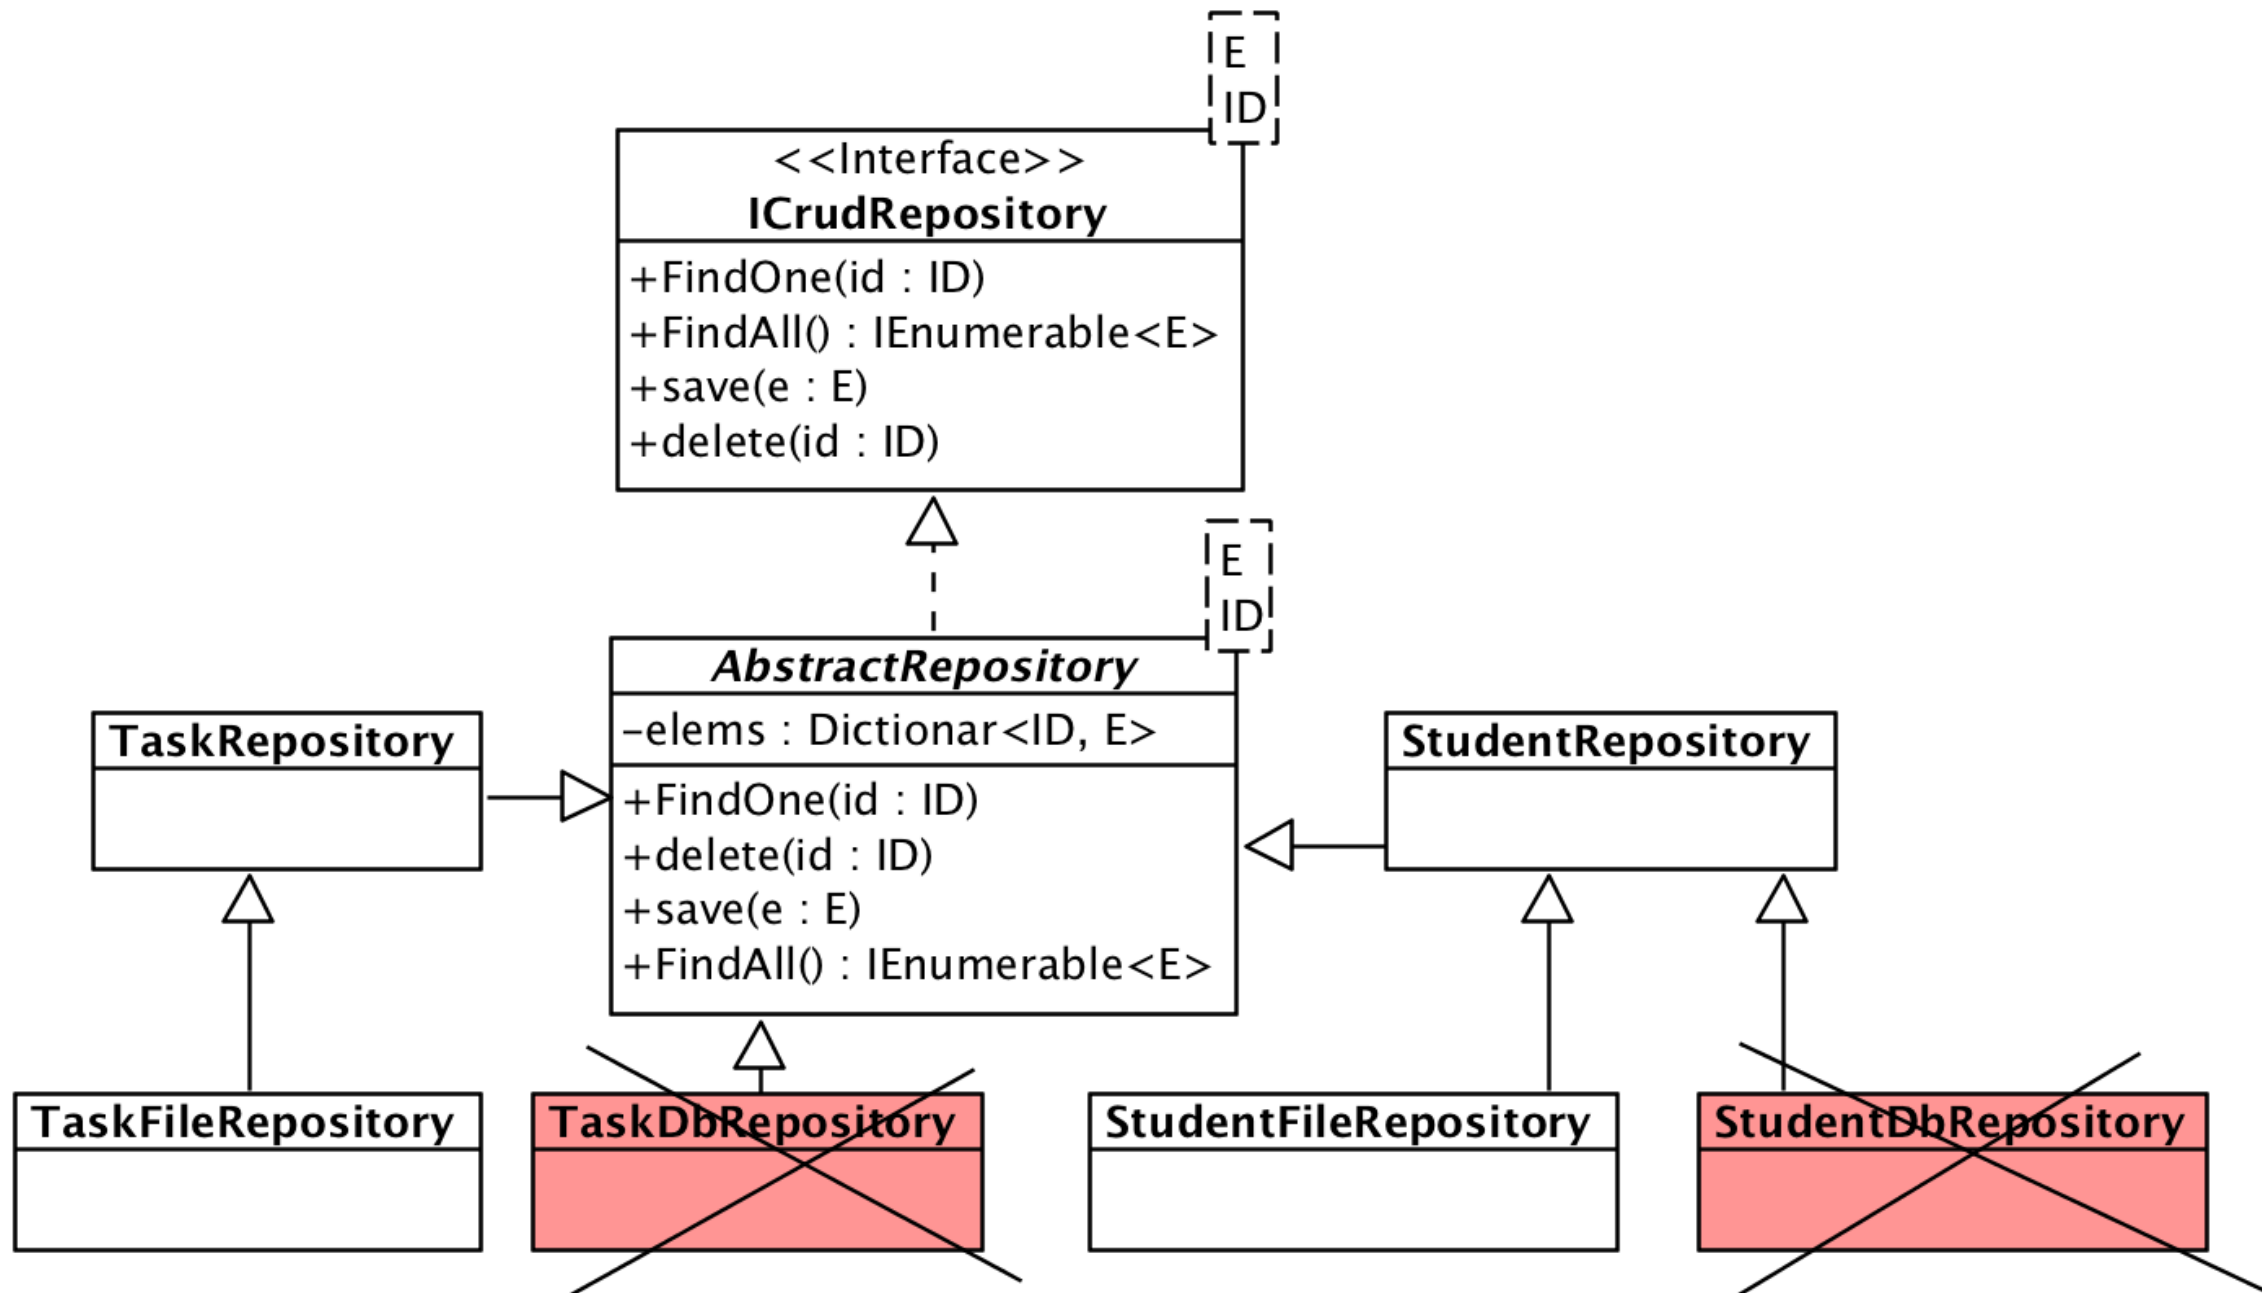 E
ID
<<Interface>>
ICrudRepository
+FindOne(id : ID)
+FindAll() : IEnumerable<E>
+save(e : E)
+delete(id : ID)
E
ID
AbstractRepository
-elems : Dictionar<ID, E>
+FindOne(id : ID)
+delete(id : ID)
+save(e : E)
+FindAll() : IEnumerable<E>
TaskRepository
StudentRepository
TaskFileRepository
TaskDbRepository
StudentFileRepository
StudentDbRepository